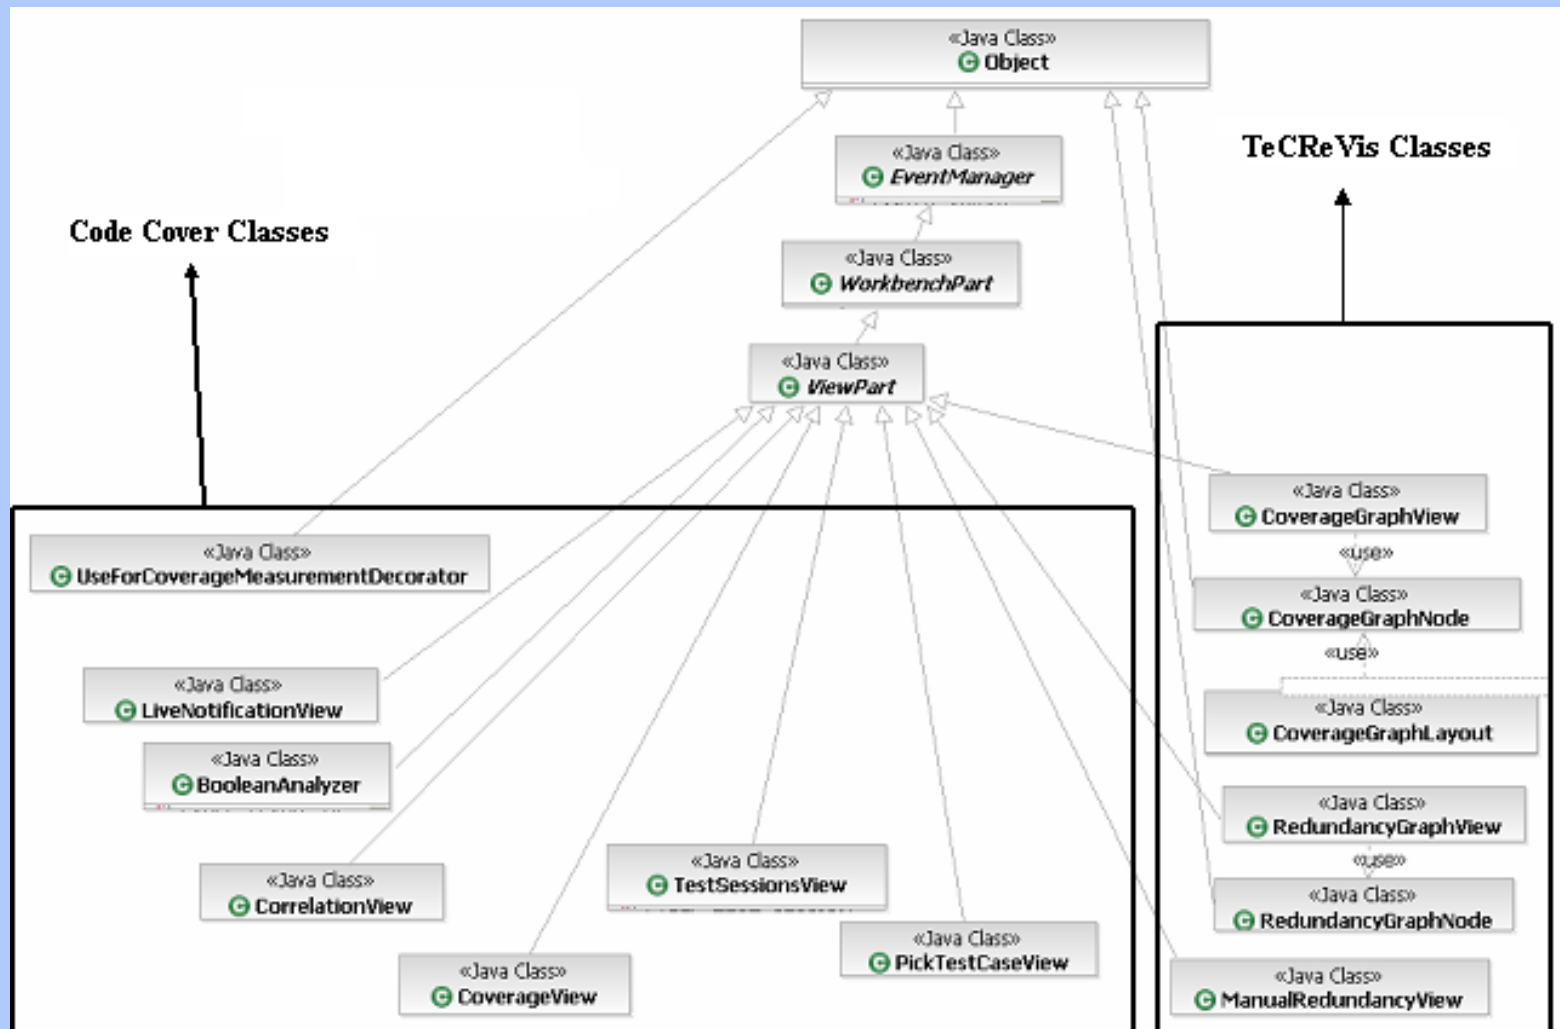 «Java Class»
Object
«Java Class»
EventManager
TeCReVis Classes
Code Cover Classes
«Java Class»
WorkbenchPart
«Java Class»
ViewPart
«Java Class»
CoverageGraphView
«use»
«Java Class»
UseForCoverageMeasurementDecorator
«Java Class»
CoverageGraphNode
«use»
«Java Class»
LiveNotificationView
«Java Class»
CoverageGraphLayout
«Java Class»
BooleanAnalyzer
«Java Class»
RedundancyGraphView
«use»
«Java Class»
CorrelationView
«Java Class»
TestSessionsView
«Java Class»
RedundancyGraphNode
«Java Class»
PickTestCaseView
«Java Class»
CoverageView
«Java Class»
ManualRedundancyView